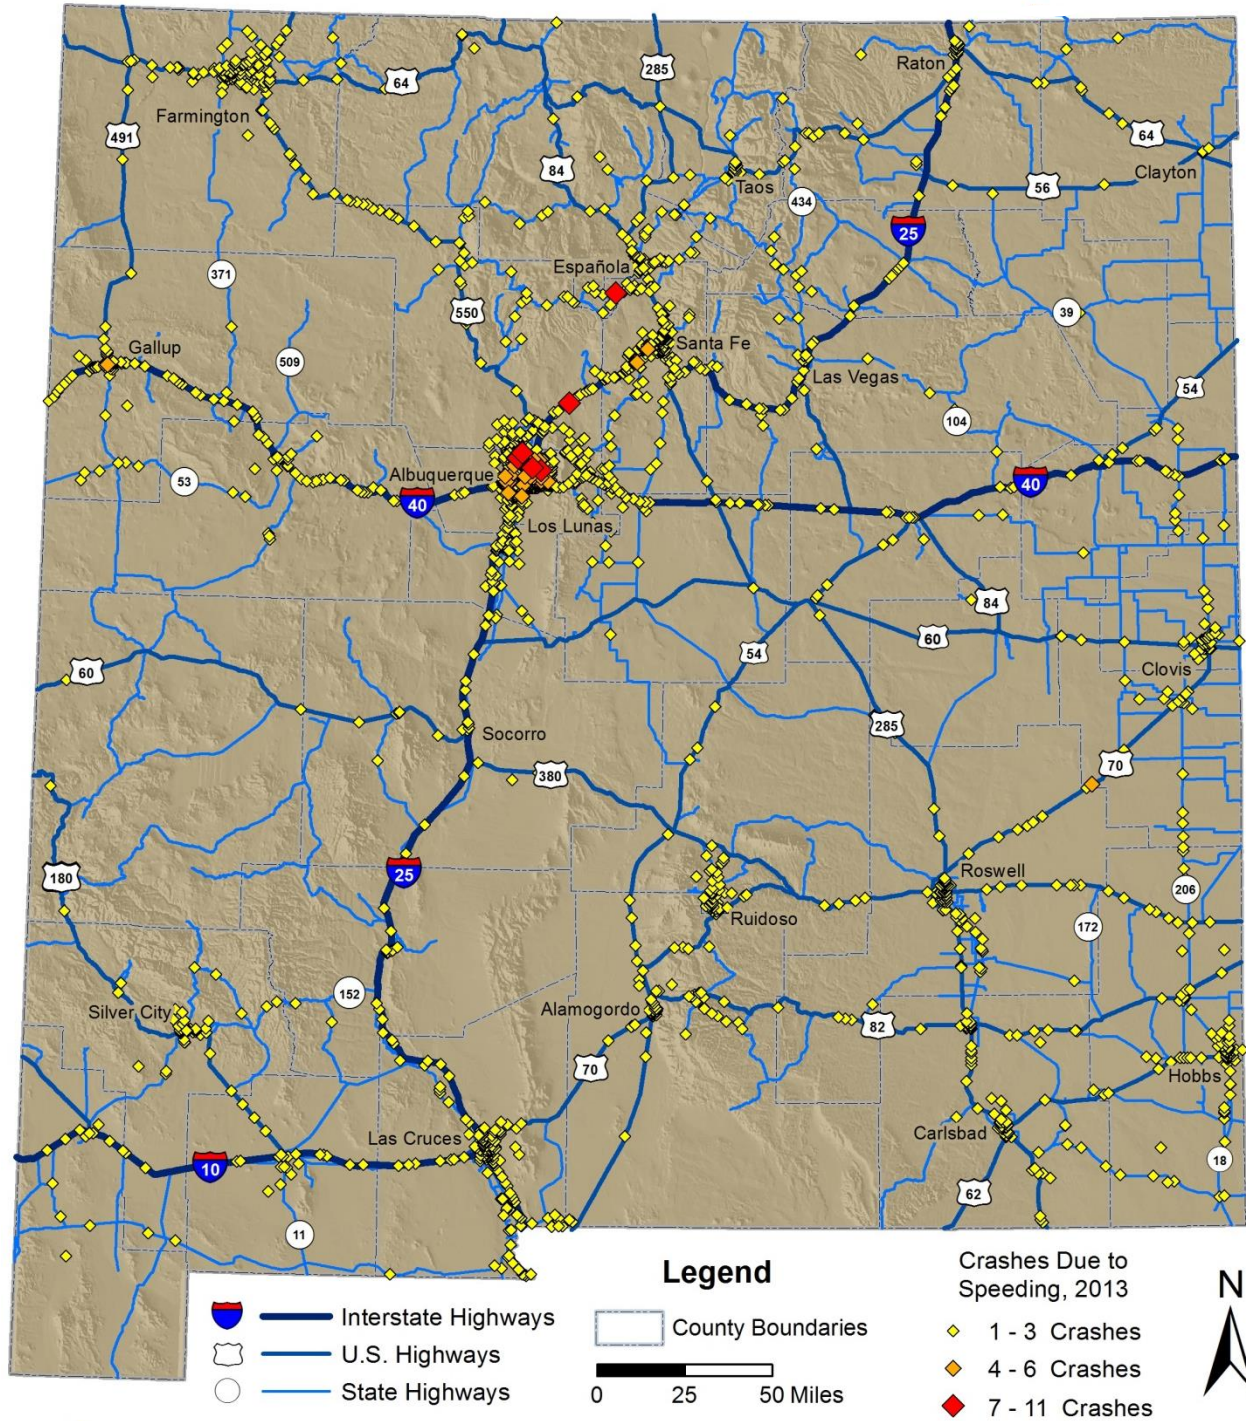 Raton
285
64
Farmington
491
64
84
Taos
434
56
Clayton
25
371
Española
550
39
Gallup
509
Santa Fe
Las Vegas
54
104
Albuquerque
53
40
40
Los Lunas
84
60
54
60
Clovis
285
Socorro
380
70
180
25
Roswell
206
Ruidoso
172
152
Silver City
Alamogordo
82
70
Hobbs
Las Cruces
Carlsbad
10
18
62
11
Legend
Interstate Highways
U.S. Highways
State Highways
County Boundaries
0 25 50 Miles
Crashes Due to
Speeding, 2013
1 - 3 Crashes
4 - 6 Crashes
7 - 11 Crashes
N